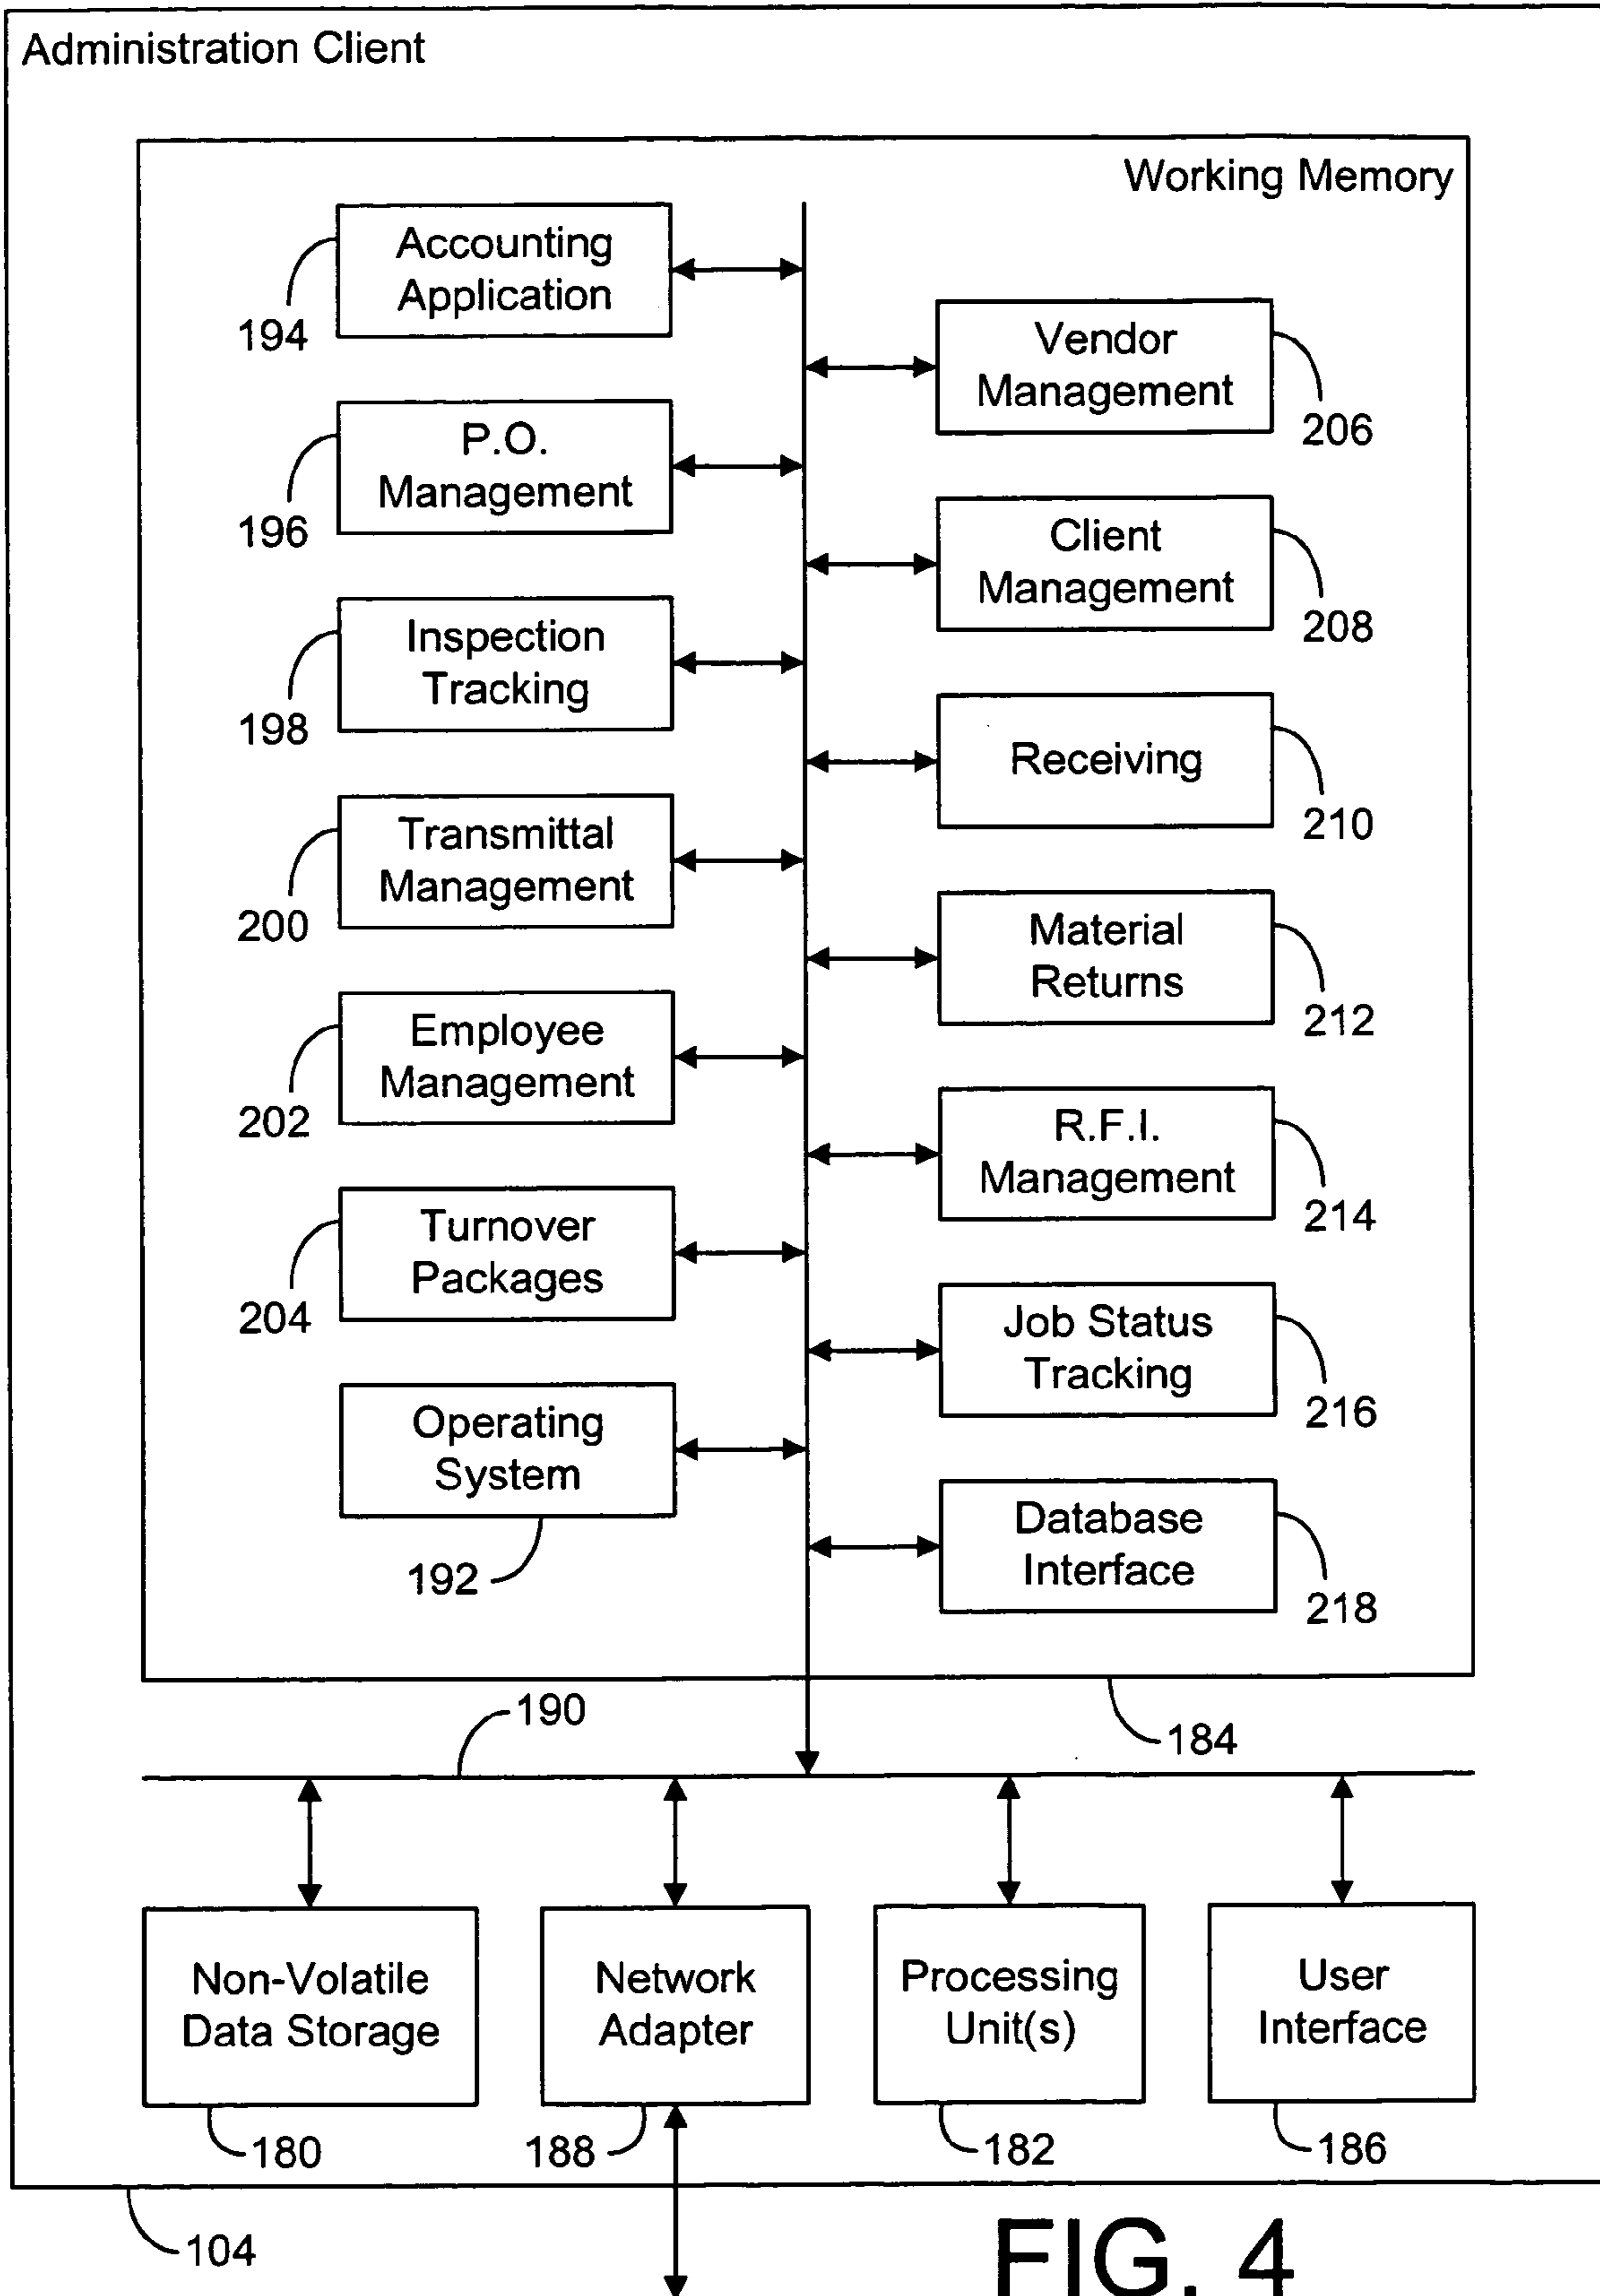 Administration Client
Working Memory
Accounting
Application
194
P.O.
Management
196
Inspection
Tracking
198
Transmittal
Management
200
Employee
Management
202
Turnover
Packages
204
Operating
System
192
Vendor
Management
206
Client
Management
208
Receiving
210
Material
Returns
212
R.F.I.
Management
214
Job Status
Tracking
216
Database
Interface
218
190
184
Non-Volatile
Data Storage
180
Network
Adapter
188
Processing
Unit(s)
182
User
Interface
186
104
FIG. 4